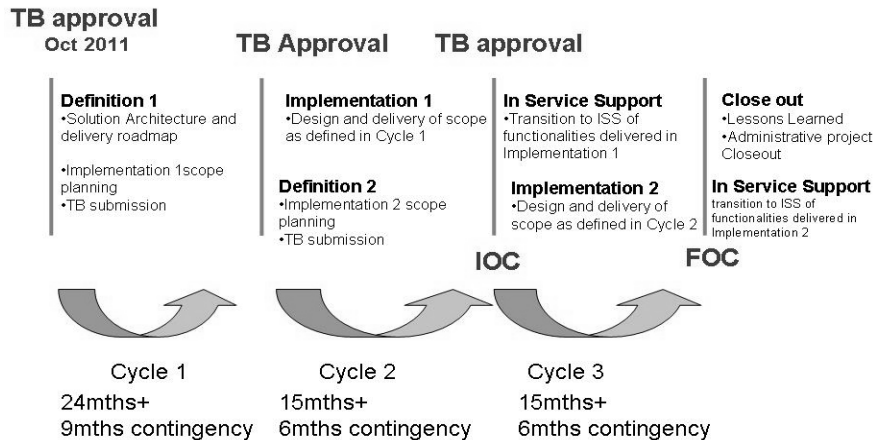 TB approval
Oct 2011
TB Approval
TB approval
Definition 1
•Solution Architecture and
delivery roadmap
•Implementation 1scope
planning
•TB submission
Implementation 1
•Design and delivery of scope
as defined in Cycle 1
Definition 2
•Implementation 2 scope
planning
•TB submission
In Service Support
•Transition to ISS of
functionalities delivered in
Implementation 1
Implementation 2
•Design and delivery of
scope as defined in Cycle 2
Close out
•Lessons Learned
•Administrative project
Closeout
In Service Support
transition to ISS of
functionalities delivered in
Implementation 2
IOC
FOC
Cycle 1
24mths+
9mths contingency
Cycle 2
15mths+
6mths contingency
Cycle 3
15mths+
6mths contingency